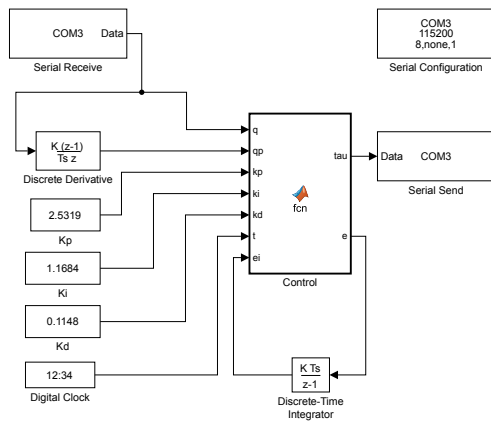 COM3
Data
Serial Receive
COM3
115200
8,none,1
Serial Configuration
K (z-1)
Ts z
Discrete Derivative
2.5319
Kp
1.1684
Ki
0.1148
Kd
12:34
Digital Clock
q
qp
kp
ki
kd
t
ei
fcn
tau
e
Control
Data
COM3
Serial Send
K Ts
z-1
Discrete-Time
Integrator